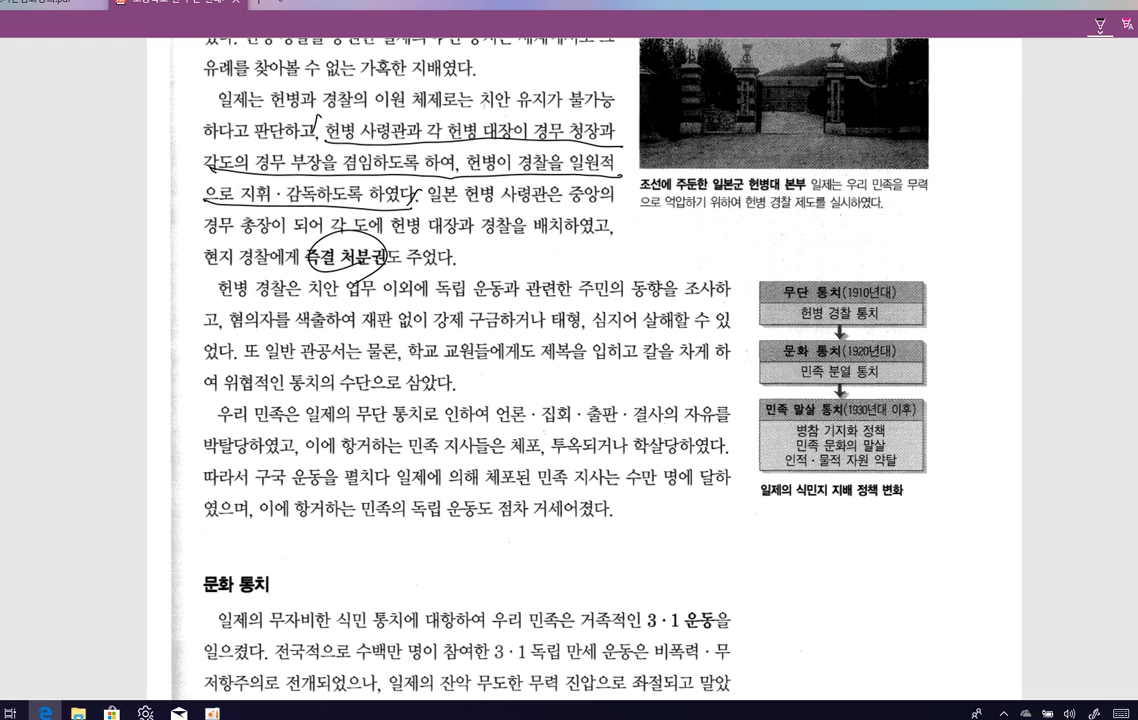 유례를 찾아볼 수 없는 가혹한 지배였다.
일제는 헌병과 경찰의 이원 체제로는 치안 유지가 불가능
하다고 판단하고, 헌병 사령관과 각 헌병 대장이 경무 청장과
각도의 경무 부장을 겸임하도록 하여, 헌병이 경찰을 일원적
으로 지휘·감독하도록 하였다. 일본 헌병 사령관은 중앙의
경무 총장이 되어 각 도에 헌병 대장과 경찰을 배치하였고,
현지 경찰에게 즉결 처분권도 주었다.
헌병 경찰은 치안 업무 이외에 독립 운동과 관련한 주민의 동향을 조사하
고, 혐의자를 색출하여 재판 없이 강제 구금하거나 태형, 심지어 살해할 수 있
었다. 또 일반 관공서는 물론, 학교 교원들에게도 제복을 입히고 칼을 차게 하
여 위협적인 통치의 수단으로 삼았다.
우리 민족은 일제의 무단 통치로 인하여 언론·집회·출판·결사의 자유를
박탈당하였고, 이에 항거하는 민족 지사들은 체포, 투옥되거나 학살당하였다.
따라서 구국 운동을 펼치다 일제에 의해 체포된 민족 지사는 수만 명에 달하
였으며, 이에 항거하는 민족의 독립 운동도 점차 거세어졌다.
문화 통치
일제의 무자비한 식민 통치에 대항하여 우리 민족은 거족적인 3·1 운동을
일으켰다. 전국적으로 수백만 명이 참여한 3·1 독립 만세 운동은 비폭력·무
저항주의로 전개되었으나, 일제의 잔악 무도한 무력 진압으로 좌절되고 말았
조선에 주둔한 일본군 헌병대 본부 일제는 우리 민족을 무력
으로 억압하기 위하여 헌병 경찰 제도를 실시하였다.
무단 통치(1910년대)
헌병 경찰 통치
문화 통치(1920년대)
민족 분열 통치
민족 말살 통치(1930년대 이후)
병참 기지화 정책
민족 문화의 말살
인적·물적 자원 약탈
일제의 식민지 지배 정책 변화